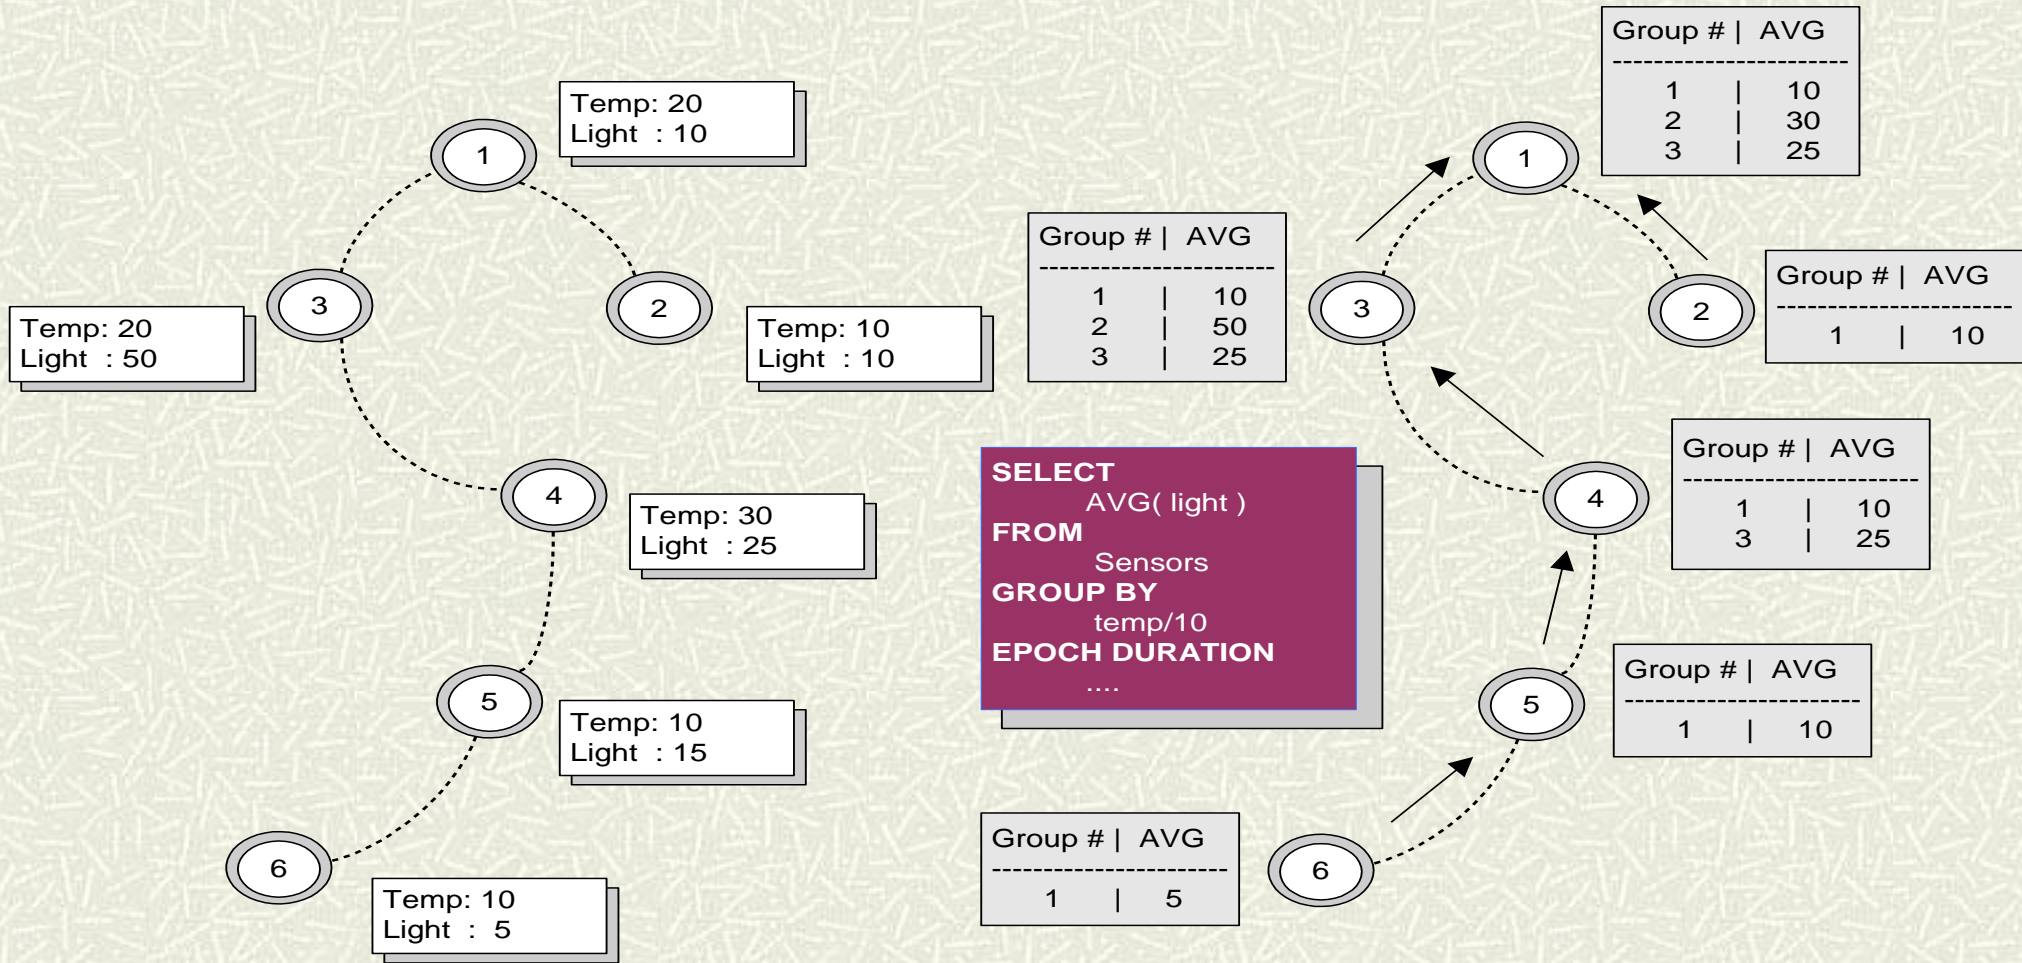 Temp: 20
Light : 10
1
3
2
Temp: 20
Light : 50
Temp: 10
Light : 10
4
Temp: 30
Light : 25
5
Temp: 10
Light : 15
6
Temp: 10
Light : 5
Group # | AVG
------------------------
1 | 10
2 | 30
3 | 25
1
Group # | AVG
------------------------
1 | 10
2 | 50
3 | 25
3
2
Group # | AVG
------------------------
1 | 10
SELECT
AVG( light )
FROM
Sensors
GROUP BY
temp/10
EPOCH DURATION
....
4
Group # | AVG
------------------------
1 | 10
3 | 25
5
Group # | AVG
------------------------
1 | 10
Group # | AVG
------------------------
1 | 5
6